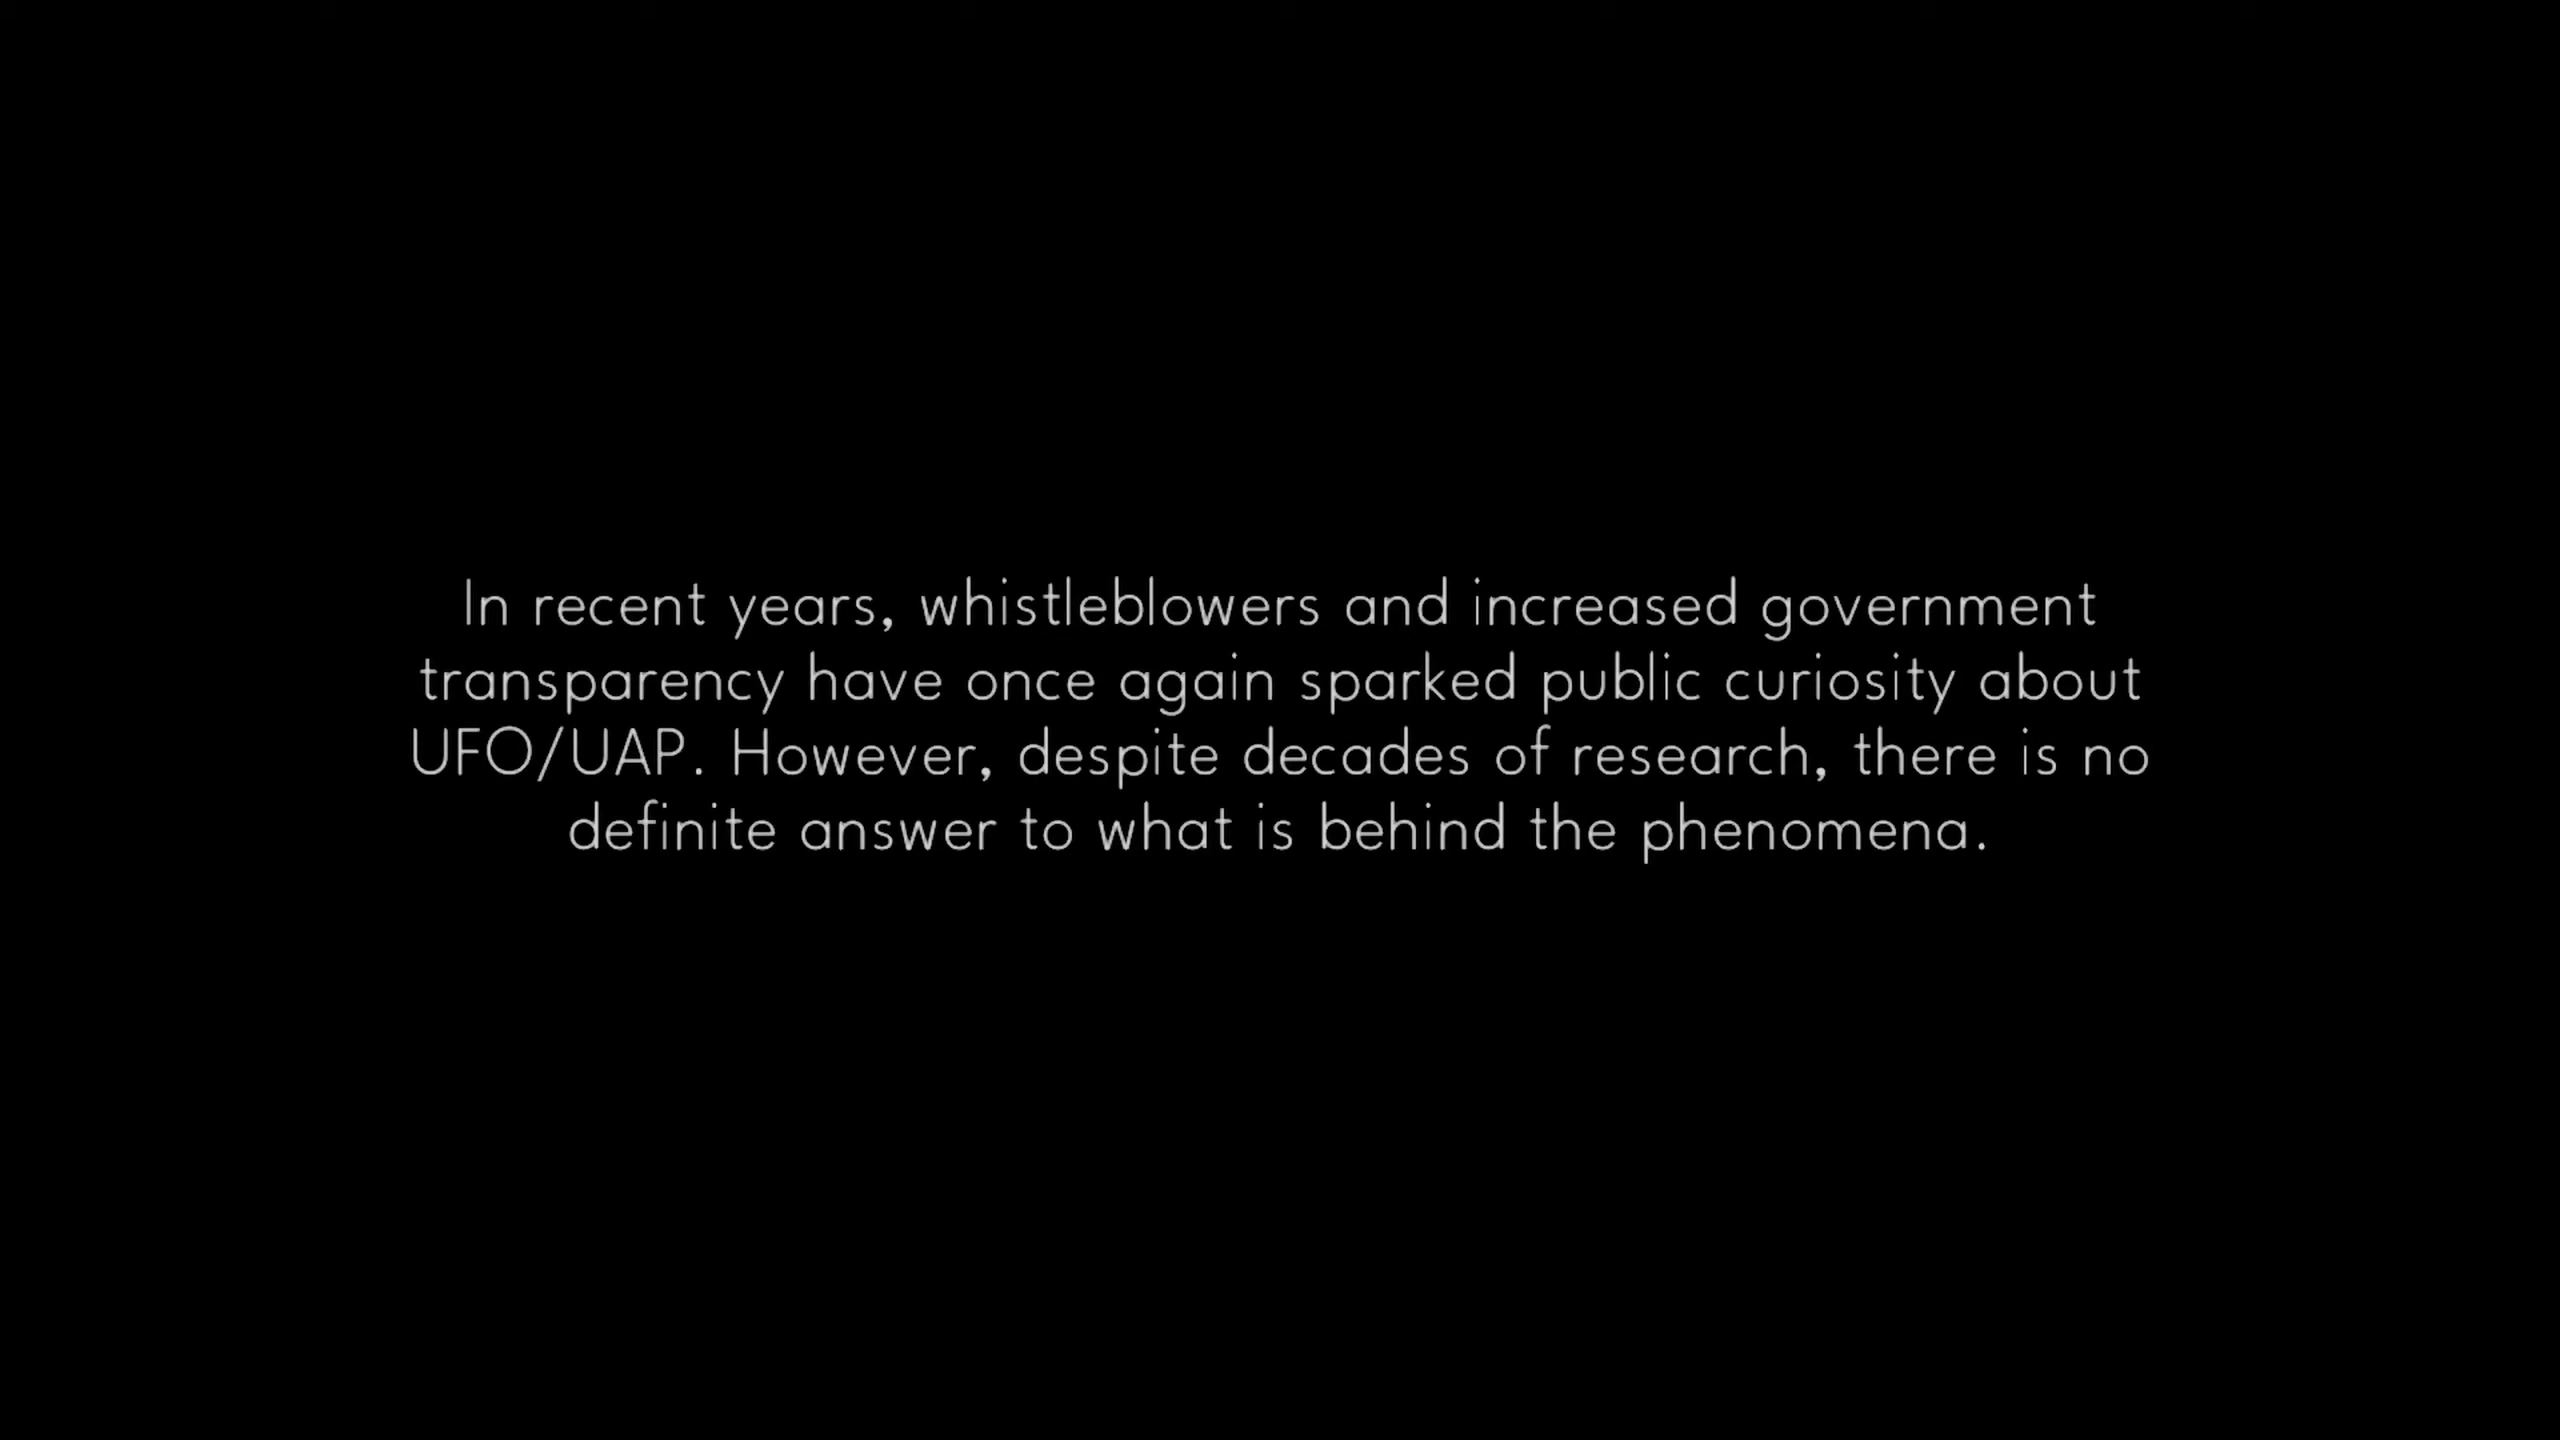 In recent years, whistleblowers and increased government
transparency have once again sparked public curiosity about
UFO/UAP. However, despite decades of research, there is no
definite answer to what is behind the phenomena.